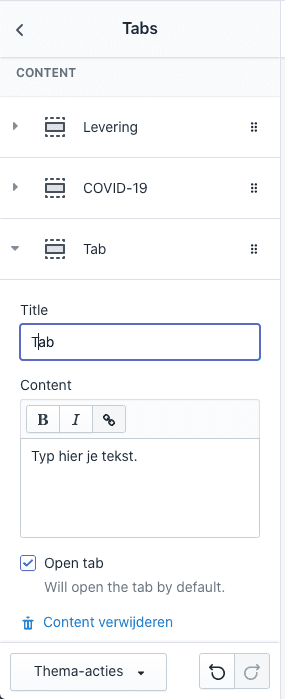 Tabs
CONTENT
Levering
COVID-19
Tab
Title
Tab
Content
B I
Typ hier je tekst.
Open tab
Will open the tab by default.
Content verwijderen
Thema-acties